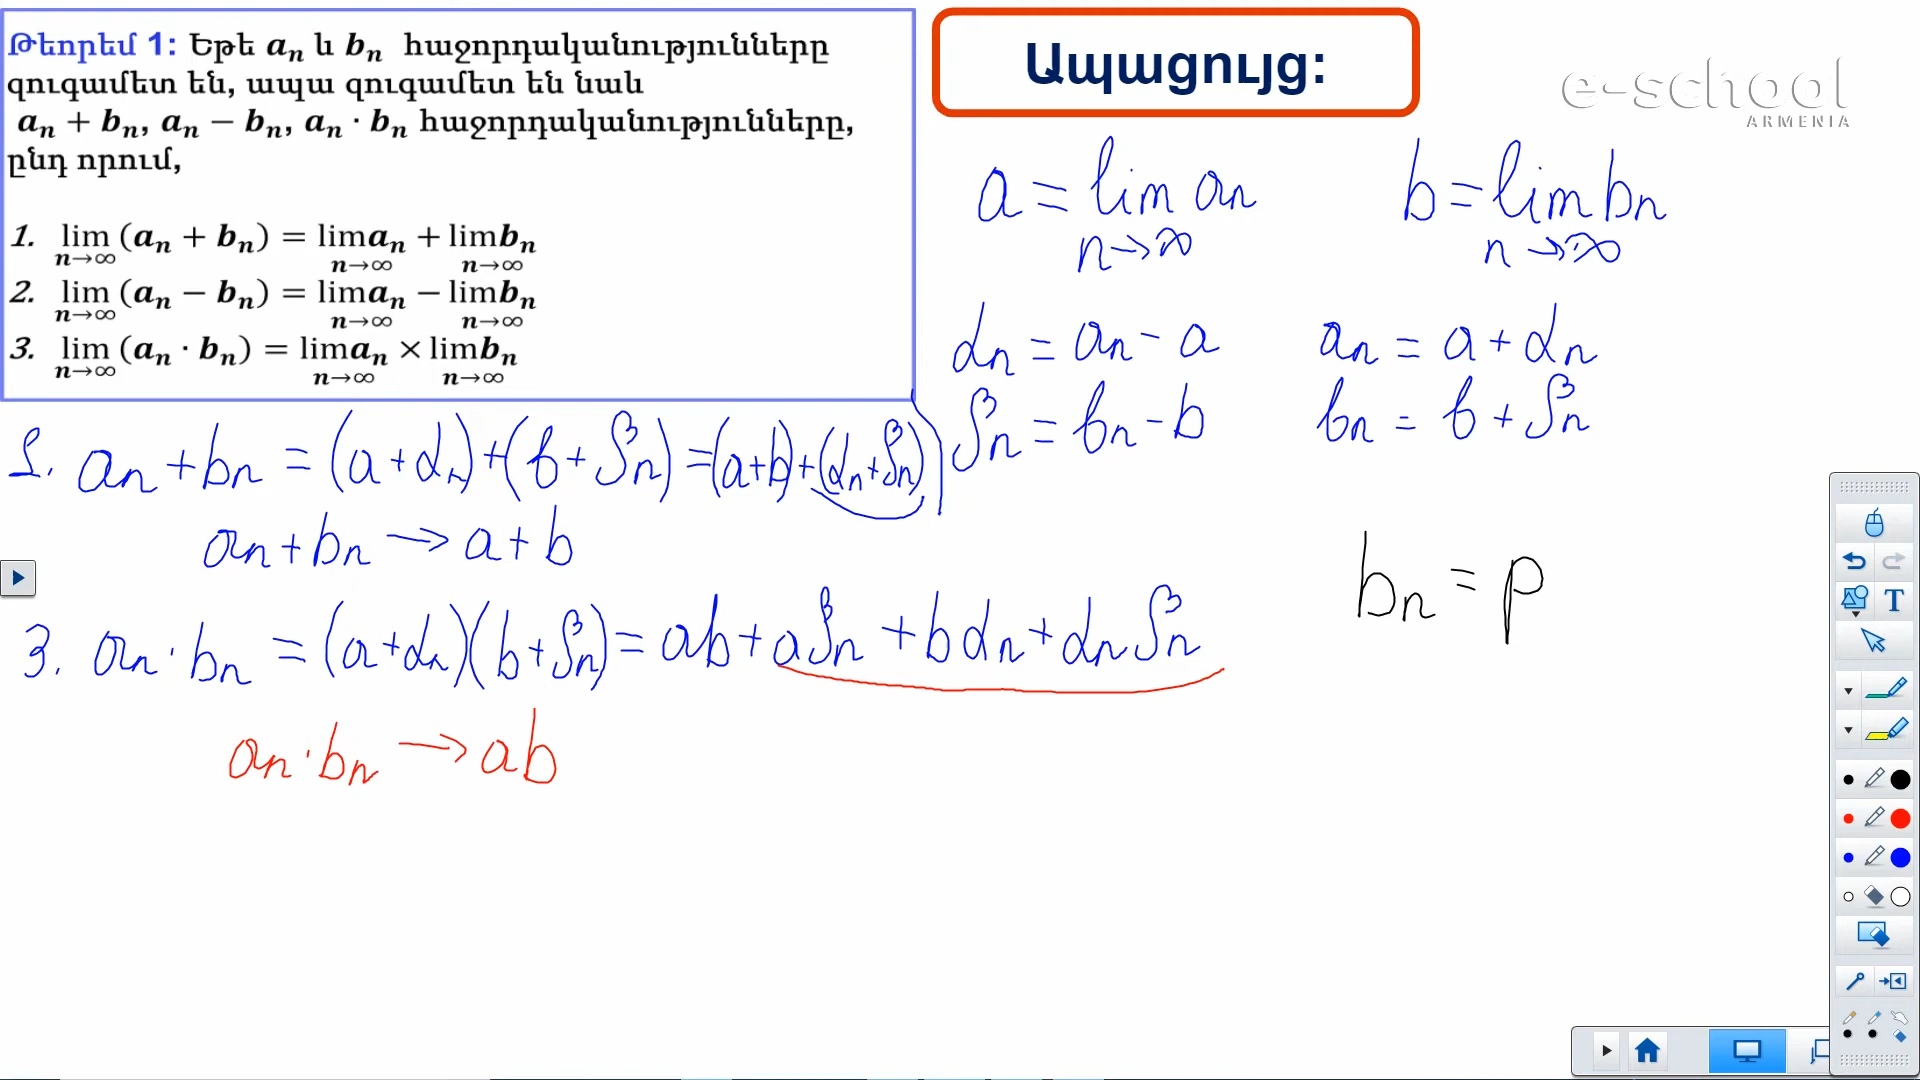 Թեորեմ 1: Եթե aₙ և bₙ հաջորդականությունները
զուգամետ են, ապա զուգամետ են նաև
aₙ + bₙ, aₙ − bₙ, aₙ · bₙ հաջորդականությունները,
ընդ որում,
1. lim (aₙ + bₙ) = lim aₙ + lim bₙ
n→∞ n→∞ n→∞
2. lim (aₙ − bₙ) = lim aₙ − lim bₙ
n→∞ n→∞ n→∞
3. lim (aₙ · bₙ) = lim aₙ × lim bₙ
n→∞ n→∞ n→∞
Ապացույց:
e-school
ARMENIA
a = lim aₙ b = lim bₙ
n→∞ n→∞
αₙ = aₙ − a aₙ = a + αₙ
βₙ = bₙ − b bₙ = b + βₙ
1. aₙ + bₙ = (a + αₙ) + (b + βₙ) = (a + b) + (αₙ + βₙ)
aₙ + bₙ → a + b
bₙ = p
3. aₙ · bₙ = (a + αₙ)(b + βₙ) = ab + aβₙ + bαₙ + αₙβₙ
aₙ · bₙ → ab
T